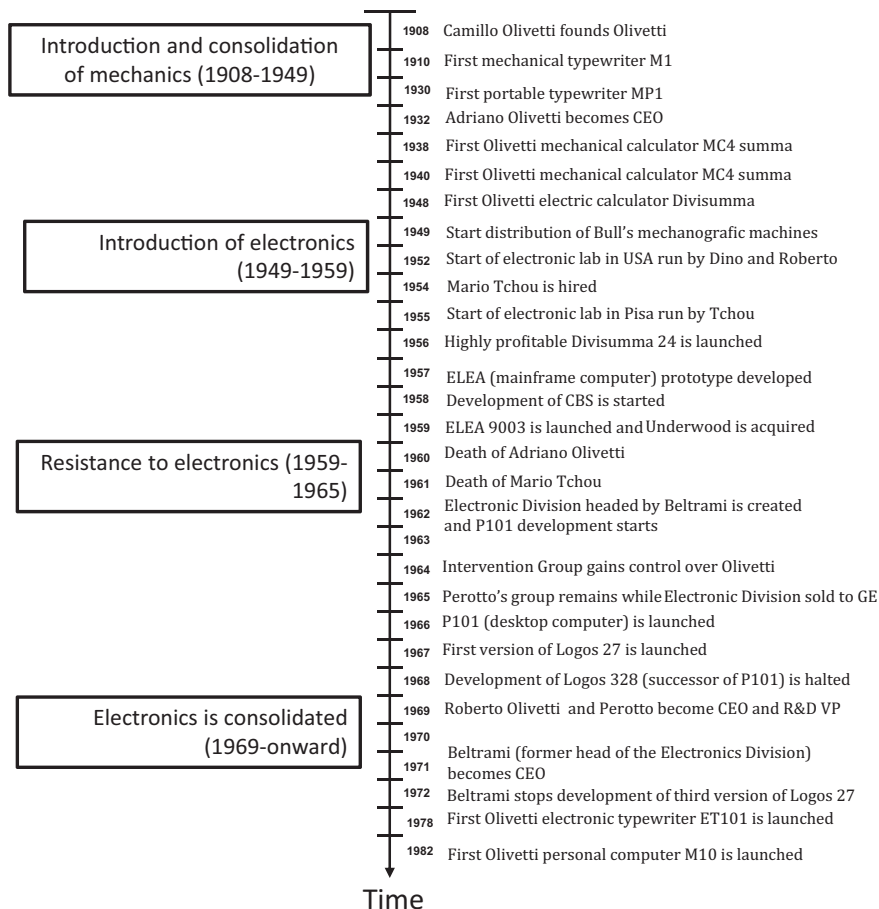 Introduction and consolidation
of mechanics (1908-1949)
1908 Camillo Olivetti founds Olivetti
1910 First mechanical typewriter M1
1930 First portable typewriter MP1
1932 Adriano Olivetti becomes CEO
1938 First Olivetti mechanical calculator MC4 summa
1940 First Olivetti mechanical calculator MC4 summa
1948 First Olivetti electric calculator Divisumma
Introduction of electronics
(1949-1959)
1949 Start distribution of Bull's mechanografic machines
1952 Start of electronic lab in USA run by Dino and Roberto
1954 Mario Tchou is hired
1955 Start of electronic lab in Pisa run by Tchou
1956 Highly profitable Divisumma 24 is launched
1957 ELEA (mainframe computer) prototype developed
1958 Development of CBS is started
1959 ELEA 9003 is launched and Underwood is acquired
Resistance to electronics (1959-
1965)
1960 Death of Adriano Olivetti
1961 Death of Mario Tchou
1962 Electronic Division headed by Beltrami is created
and P101 development starts
1963
1964 Intervention Group gains control over Olivetti
1965 Perotto's group remains while Electronic Division sold to GE
1966 P101 (desktop computer) is launched
1967 First version of Logos 27 is launched
1968 Development of Logos 328 (successor of P101) is halted
Electronics is consolidated
(1969-onward)
1969 Roberto Olivetti and Perotto become CEO and R&D VP
1970
1971 Beltrami (former head of the Electronics Division)
becomes CEO
1972 Beltrami stops development of third version of Logos 27
1978 First Olivetti electronic typewriter ET101 is launched
1982 First Olivetti personal computer M10 is launched
Time